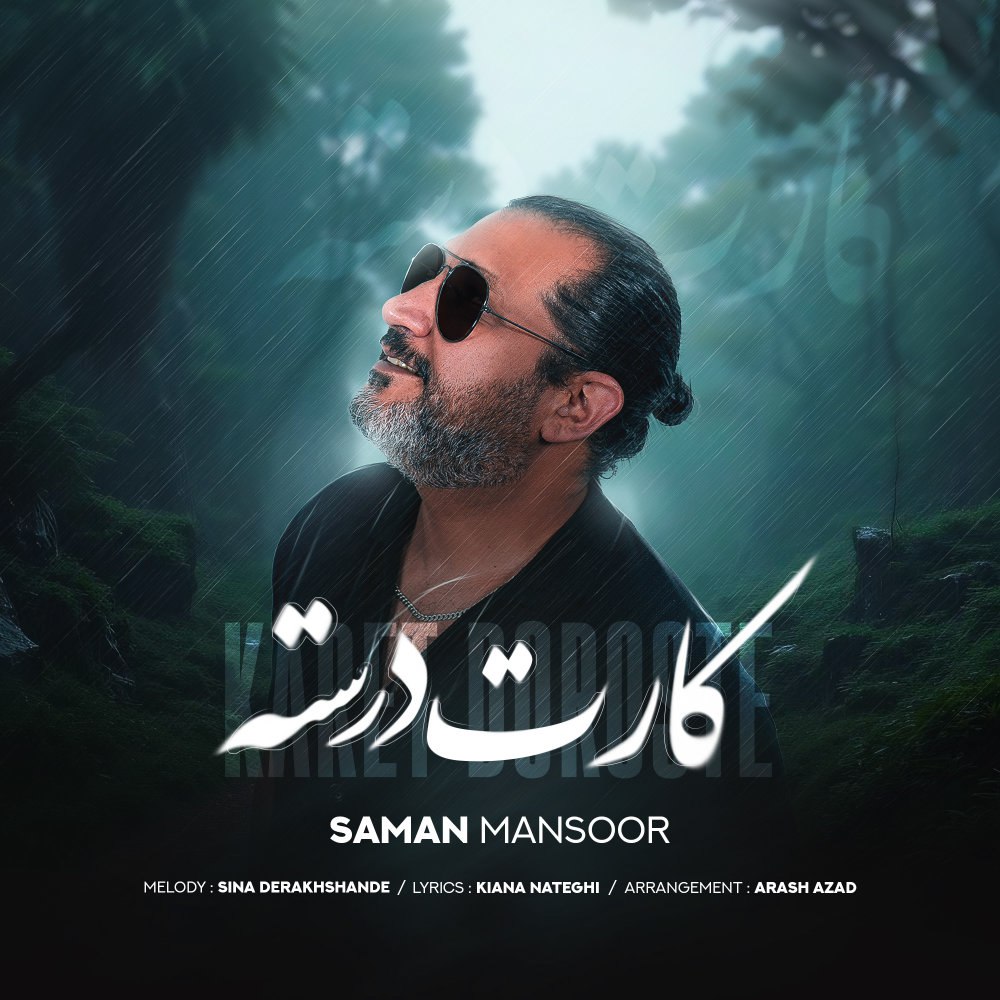 کارت درسته
KARET DOROSTE
SAMAN MANSOOR
MELODY : SINA DERAKHSHANDE / LYRICS : KIANA NATEGHI / ARRANGEMENT : ARASH AZAD